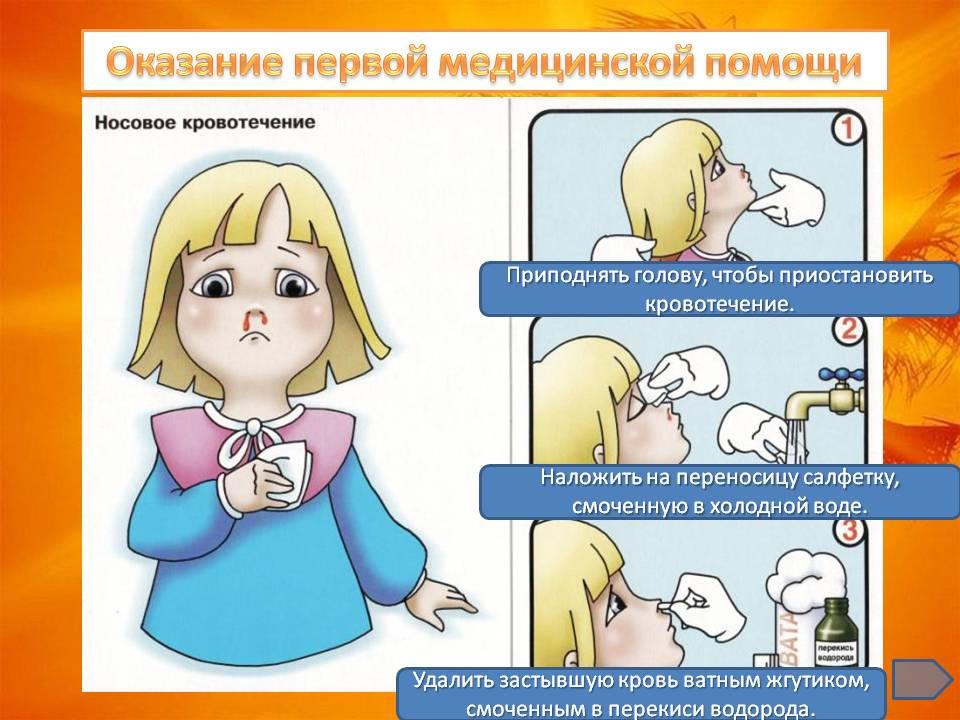 Оказание первой медицинской помощи
Носовое кровотечение
1
Приподнять голову, чтобы приостановить
кровотечение.
2
Наложить на переносицу салфетку,
смоченную в холодной воде.
3
ВАТА
перекись
водорода
Удалить застывшую кровь ватным жгутиком,
смоченным в перекиси водорода.